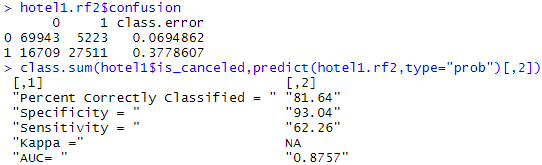 > hotel1.rf2$confusion
0 1 class.error
0 69943 5223 0.0694862
1 16709 27511 0.3778607
> class.sum(hotel1$is_canceled,predict(hotel1.rf2,type="prob")[,2])
[,1] [,2]
"Percent Correctly Classified = " "81.64"
"Specificity = " "93.04"
"Sensitivity = " "62.26"
"Kappa =" NA
"AUC= " "0.8757"